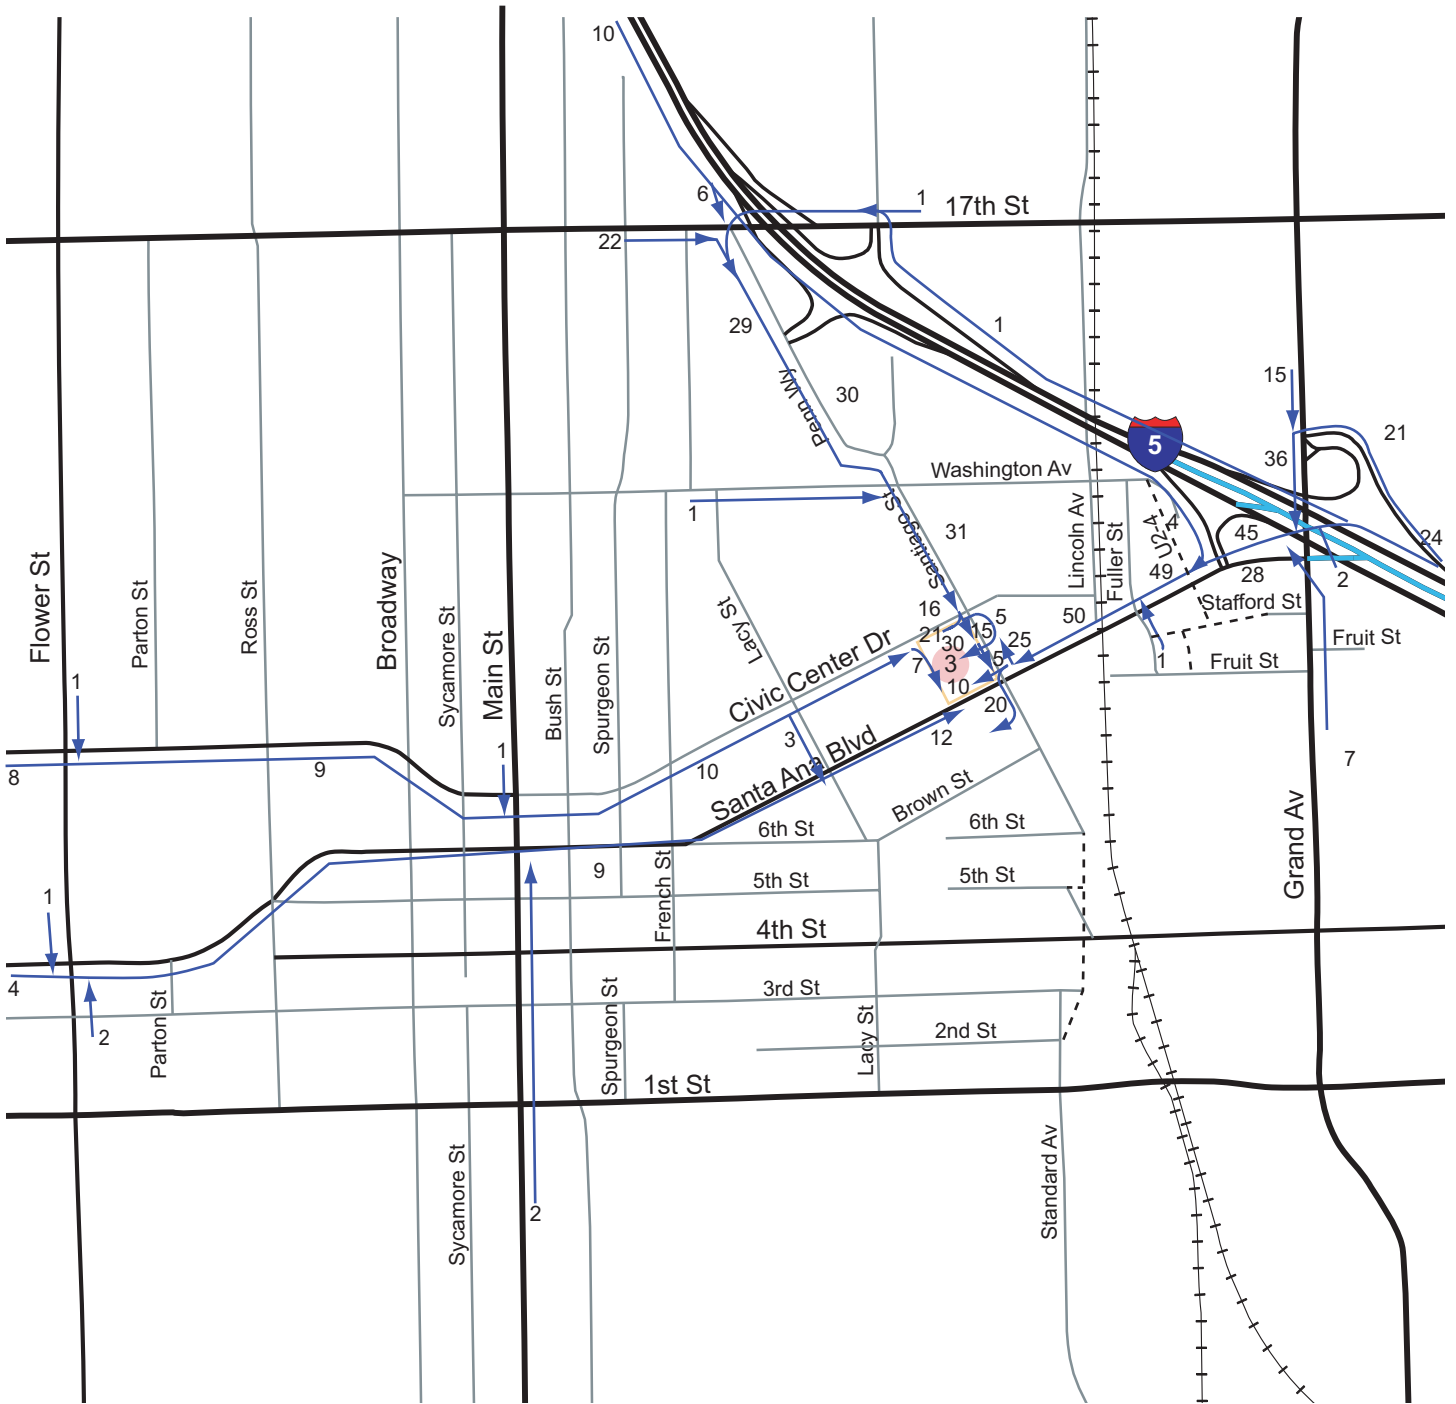 10
6
1
17th St
22
29
1
Penn Wy
30
5
15
21
36
Washington Av
1
Santiago St
31
Lincoln Av
Fuller St
U2-4
4
45
24
49
28
2
Flower St
Parton St
Ross St
Broadway
Sycamore St
Main St
Bush St
Spurgeon St
Lacy St
Stafford St
16
5
50
21
15
30
25
Civic Center Dr
7
3
5
1
Fruit St
Fruit St
10
1
20
3
12
1
7
8
9
10
Santa Ana Blvd
Brown St
6th St
6th St
Grand Av
9
French St
5th St
5th St
1
4th St
4
3rd St
2
Parton St
Spurgeon St
Lacy St
2nd St
1st St
Sycamore St
Standard Av
2